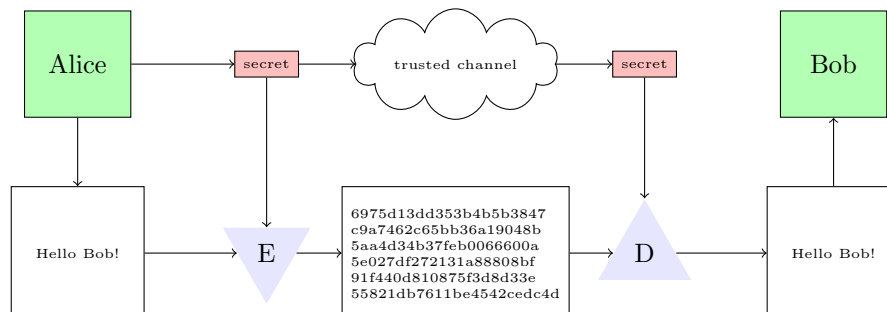 Alice
secret
trusted channel
secret
Bob
Hello Bob!
E
6975d13dd353b4b5b3847
c9a7462c65bb36a19048b
5aa4d34b37feb0066600a
5e027df272131a88808bf
91f440d810875f3d8d33e
55821db7611be4542cedc4d
D
Hello Bob!